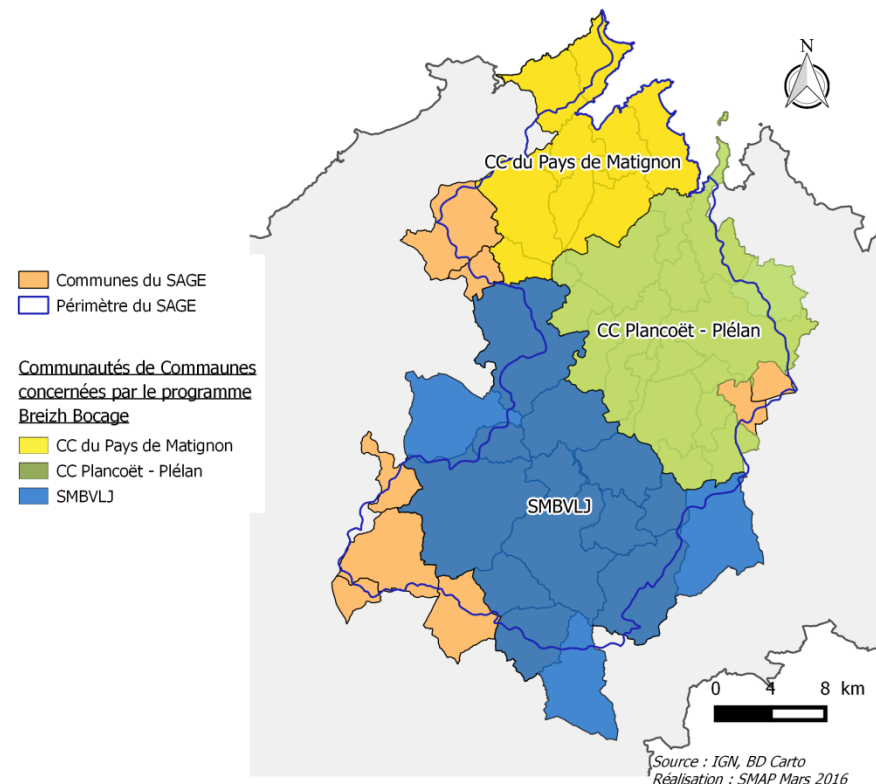 N
CC du Pays de Matignon
CC Plancoët - Plélan
SMBVLJ
Communes du SAGE
Périmètre du SAGE
Communautés de Commaunes
concernées par le programme
Breizh Bocage
CC du Pays de Matignon
CC Plancoët - Plélan
SMBVLJ
0 4 8 km
Source : IGN, BD Carto
Réalisation : SMAP Mars 2016